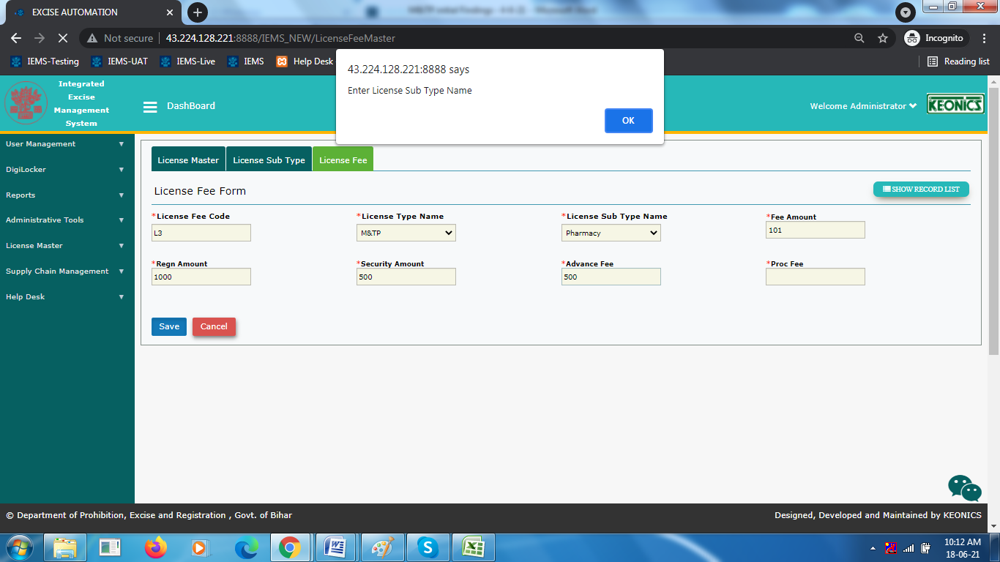 EXCISE AUTOMATION
Not secure 43.224.128.221:8888/IEMS_NEW/LicenseFeeMaster
Incognito
IEMS-Testing IEMS-UAT IEMS-Live IEMS Help Desk
Reading list
43.224.128.221:8888 says
Enter License Sub Type Name
OK
Integrated
Excise
Management
System
DashBoard
Welcome Administrator
KEONICS
User Management
DigiLocker
Reports
Administrative Tools
License Master
Supply Chain Management
Help Desk
License Master License Sub Type License Fee
License Fee Form
SHOW RECORD LIST
*License Fee Code *License Type Name *License Sub Type Name *Fee Amount
L3 M&TP Pharmacy 101
*Regn Amount *Security Amount *Advance Fee *Proc Fee
1000 500 500
Save Cancel
© Department of Prohibition, Excise and Registration , Govt. of Bihar
Designed, Developed and Maintained by KEONICS
10:12 AM
18-06-21